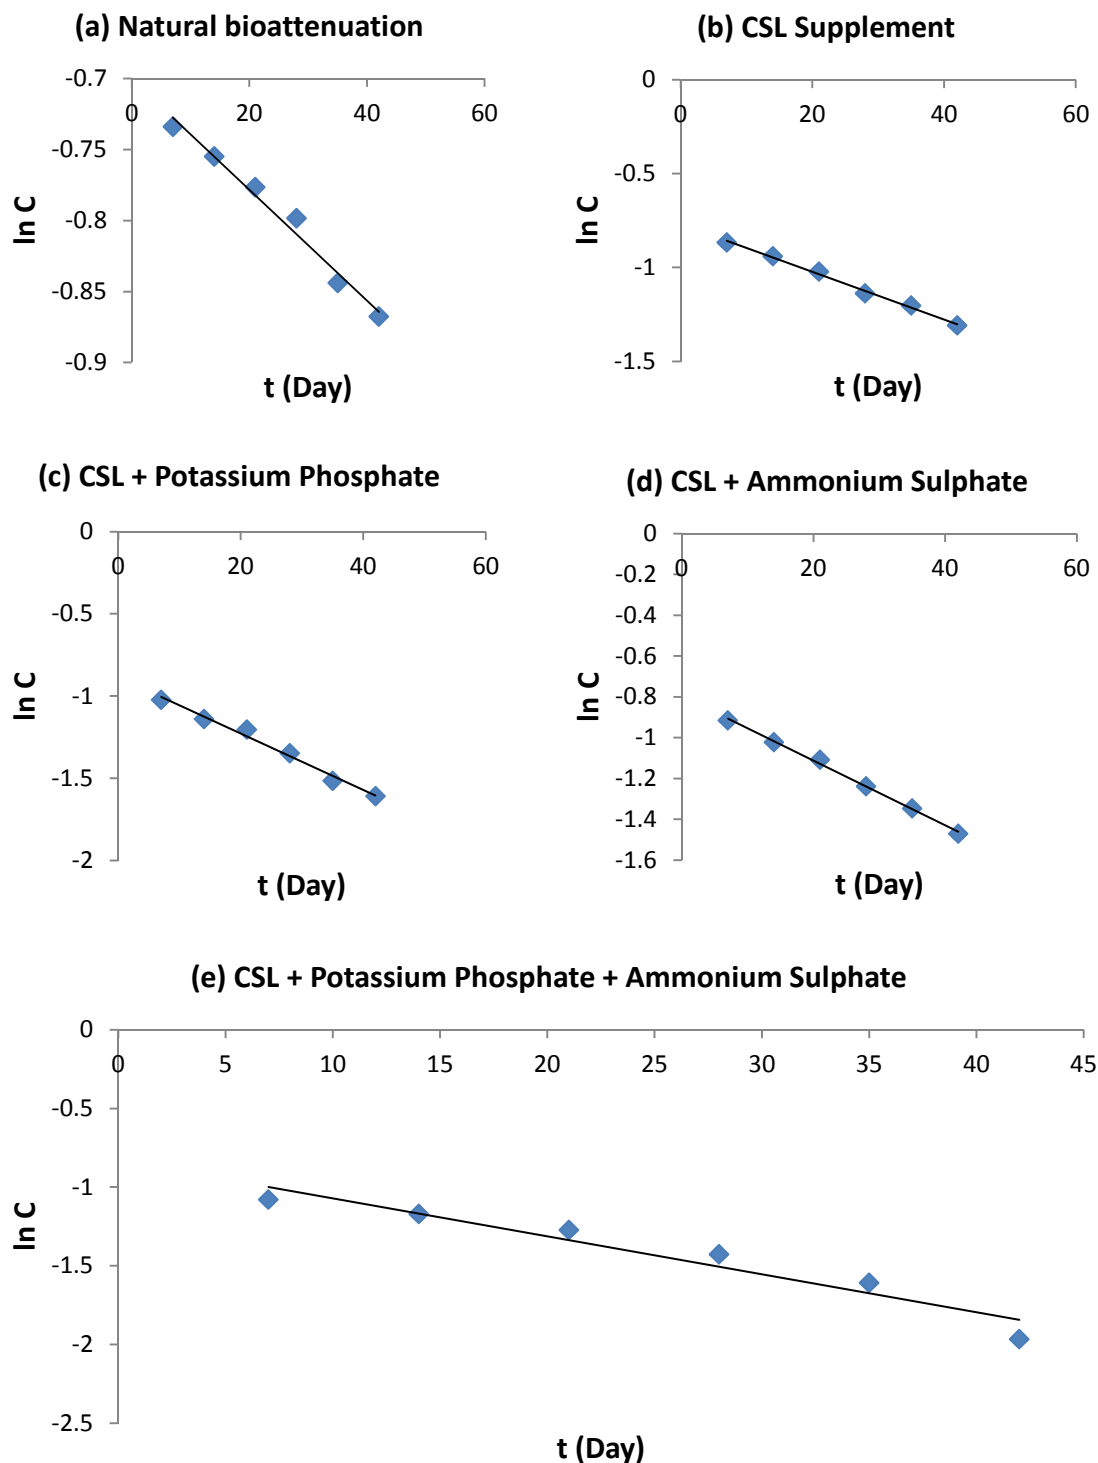 (a) Natural bioattenuation
-0.7
0 20 40 60
-0.75
-0.8
-0.85
-0.9
ln C
t (Day)
(b) CSL Supplement
0
0 20 40 60
-0.5
-1
-1.5
ln C
t (Day)
(c) CSL + Potassium Phosphate
0
0 20 40 60
-0.5
-1
-1.5
-2
ln C
t (Day)
(d) CSL + Ammonium Sulphate
0
0 20 40 60
-0.2
-0.4
-0.6
-0.8
-1
-1.2
-1.4
-1.6
ln C
t (Day)
(e) CSL + Potassium Phosphate + Ammonium Sulphate
0
0 5 10 15 20 25 30 35 40 45
-0.5
-1
-1.5
-2
-2.5
ln C
t (Day)